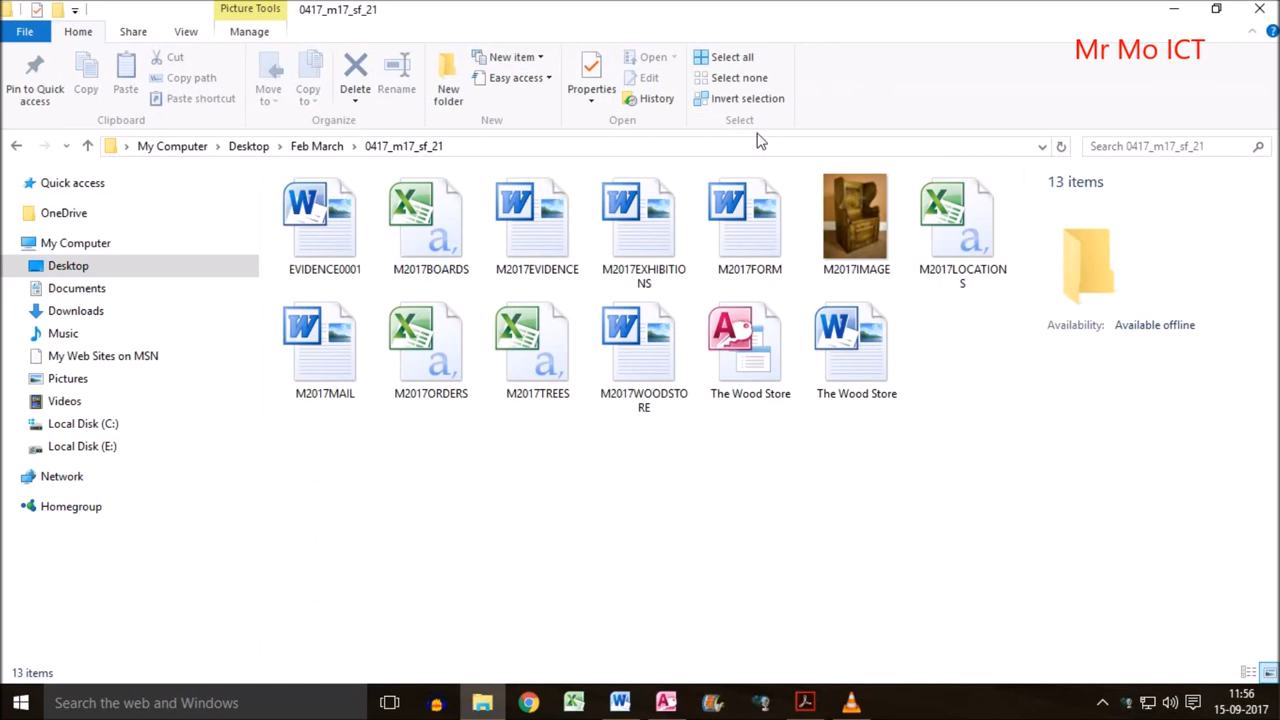 Picture Tools
0417_m17_sf_21
File
Home
Share
View
Manage
Mr Mo ICT
Pin to Quick access
Copy
Paste
Cut
Copy path
Paste shortcut
Move to
Copy to
Delete
Rename
New folder
New item
Easy access
Properties
Open
Edit
History
Select all
Select none
Invert selection
Clipboard
Organize
New
Open
Select
My Computer
Desktop
Feb March
0417_m17_sf_21
Search 0417_m17_sf_21
Quick access
OneDrive
My Computer
Desktop
Documents
Downloads
Music
My Web Sites on MSN
Pictures
Videos
Local Disk (C:)
Local Disk (E:)
Network
Homegroup
EVIDENCE0001
M2017BOARDS
M2017EVIDENCE
M2017EXHIBITIO
NS
M2017FORM
M2017IMAGE
M2017LOCATION
S
M2017MAIL
M2017ORDERS
M2017TREES
M2017WOODSTO
RE
The Wood Store
The Wood Store
13 items
Availability: Available offline
13 items
Search the web and Windows
11:56
15-09-2017